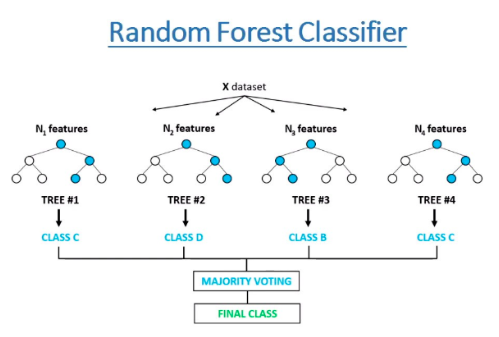 Random Forest Classifier
X dataset
N₁ features N₂ features N₃ features N₄ features
TREE #1 TREE #2 TREE #3 TREE #4
CLASS C CLASS D CLASS B CLASS C
MAJORITY VOTING
FINAL CLASS